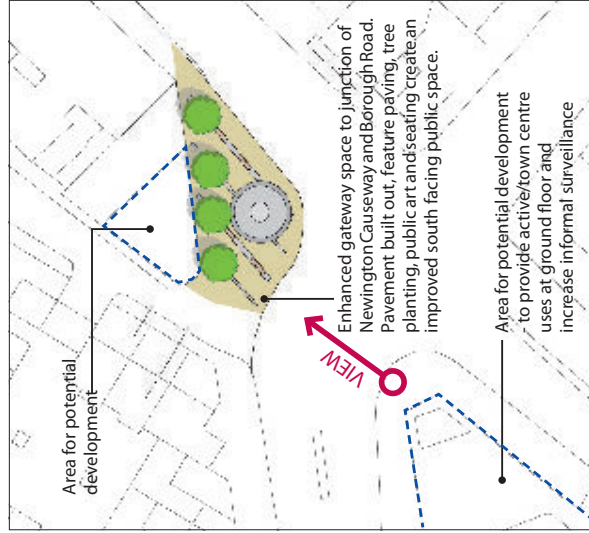 Area for potential
development
Enhanced gateway space to junction of
Newington Causeway and Borough Road.
Pavement built out, feature paving, tree
planting, public art and seating create an
improved south facing public space.
VIEW
Area for potential development
- to provide active/town centre
uses at ground floor and
increase informal surveillance